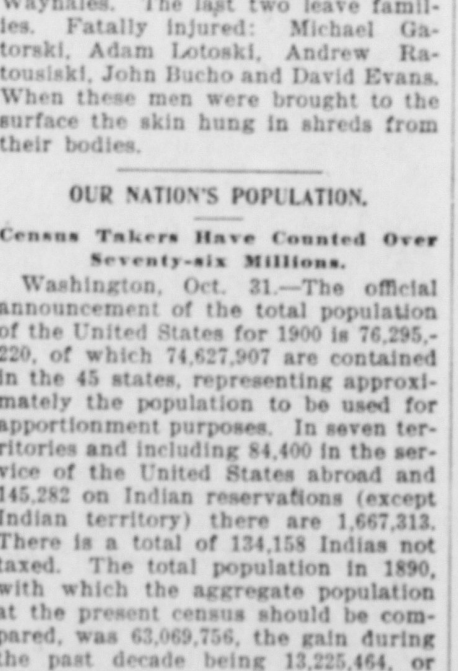 Waynales. The last two leave famil-
ies. Fatally injured: Michael Ga-
torski, Adam Lotoski, Andrew Ra-
tousiski, John Bucho and David Evans.
When these men were brought to the
surface the skin hung in shreds from
their bodies.
OUR NATION'S POPULATION.
Census Takers Have Counted Over
Seventy-six Millions.
Washington, Oct. 31.—The official
announcement of the total population
of the United States for 1900 is 76,295,-
220, of which 74,627,907 are contained
in the 45 states, representing approxi-
mately the population to be used for
apportionment purposes. In seven ter-
ritories and including 84,400 in the ser-
vice of the United States abroad and
145,282 on Indian reservations (except
Indian territory) there are 1,667,313.
There is a total of 134,158 Indias not
taxed. The total population in 1890,
with which the aggregate population
at the present census should be com-
pared, was 63,069,756, the gain during
the past decade being 13,225,464, or